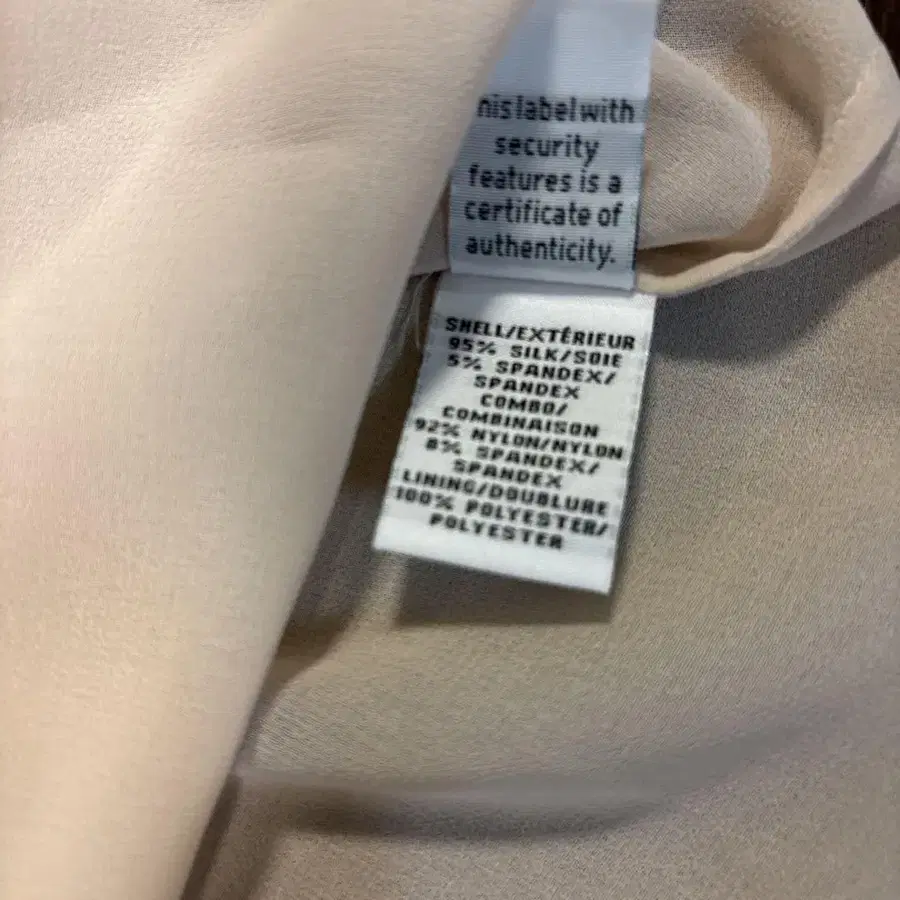 his label with
security
features is a
certificate of
authenticity.
SHELL/EXTÉRIEUR
95% SILK/SOIE
5% SPANDEX/
SPANDEX
COMBO/
COMBINAISON
92% NYLON/NYLON
8% SPANDEX/
SPANDEX
LINING/DOUBLURE
100% POLYESTER/
POLYESTER